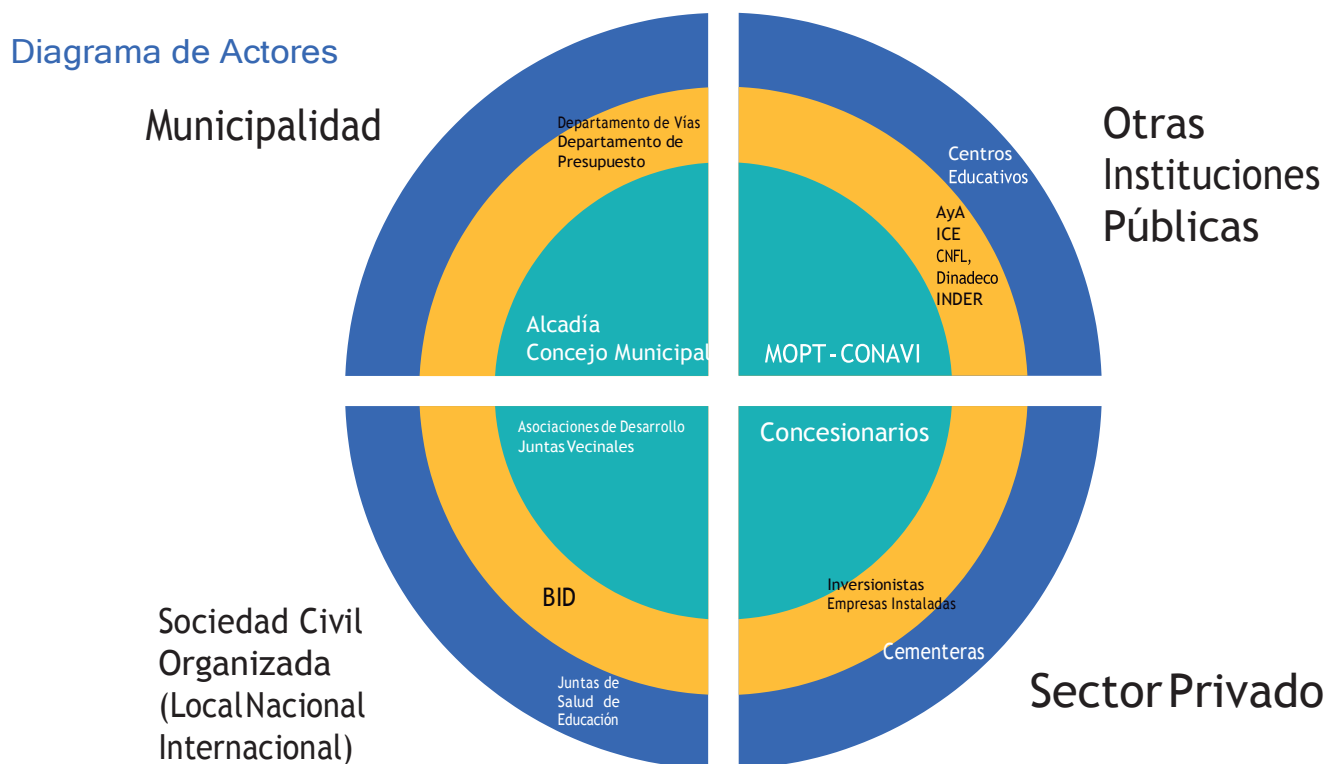 Diagrama de Actores
Municipalidad
Departamento de Vías
Departamento de
Presupuesto
Alcadía
Concejo Municipal
Otras
Instituciones
Públicas
Centros
Educativos
AyA
ICE
CNFL,
Dinadeco
INDER
MOPT - CONAVI
Asociaciones de Desarrollo
Juntas Vecinales
BID
Juntas de
Salud de
Educación
Sociedad Civil
Organizada
(Local Nacional
Internacional)
Concesionarios
Inversionistas
Empresas Instaladas
Cementeras
Sector Privado